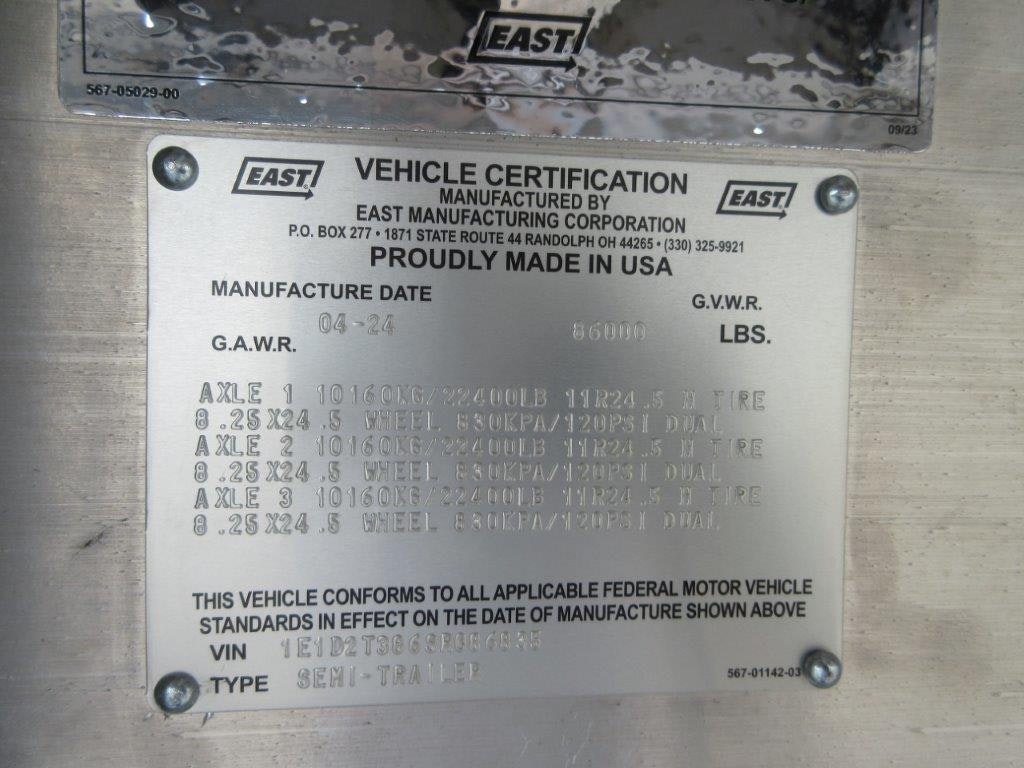 EAST
567-05029-00
09/23
EAST
VEHICLE CERTIFICATION
EAST
MANUFACTURED BY
EAST MANUFACTURING CORPORATION
P.O. BOX 277 • 1871 STATE ROUTE 44 RANDOLPH OH 44265 • (330) 325-9921
PROUDLY MADE IN USA
MANUFACTURE DATE
G.V.W.R.
04-24
LBS.
G.A.W.R.
AXLE 1 10160KG/22400LB 11R24.5 H TIRE
8.25X24.5 WHEEL 830KPA/120PSI DUAL
AXLE 2 10160KG/22400LB 11R24.5 H TIRE
8.25X24.5 WHEEL 830KPA/120PSI DUAL
AXLE 3 10160KG/22400LB 11R24.5 H TIRE
8.25X24.5 WHEEL 830KPA/120PSI DUAL
THIS VEHICLE CONFORMS TO ALL APPLICABLE FEDERAL MOTOR VEHICLE
STANDARDS IN EFFECT ON THE DATE OF MANUFACTURE SHOWN ABOVE
VIN 1E1D2T386SR086835
TYPE SEMI-TRAILER
567-01142-03